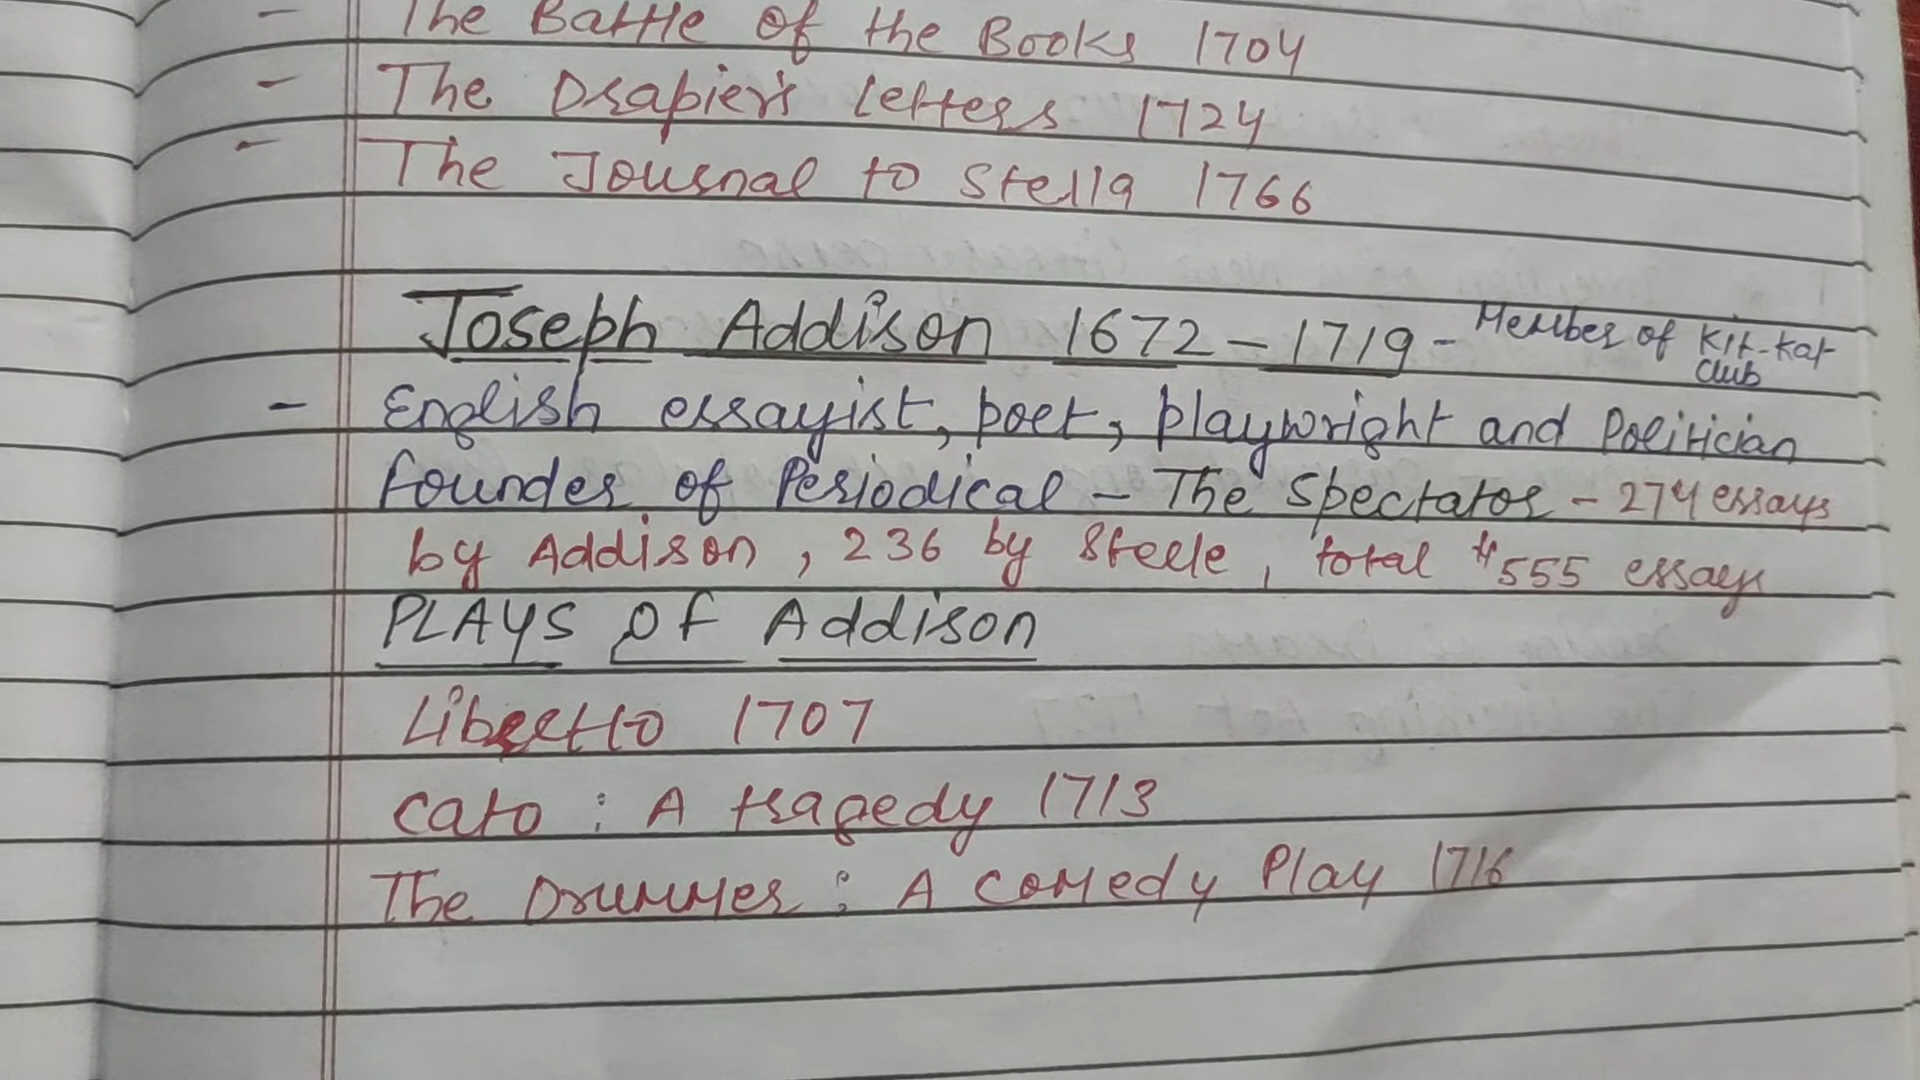 - The Battle of the Books 1704
- The Drapier's Letters 1724
- The Journal to Stella 1766
Joseph Addison 1672 - 1719 - Member of Kit-Kat
Club
- English essayist, poet, playwright and Politician
founder of Periodical - The Spectator - 274 essays
by Addison, 236 by Steele, total 555 essays
PLAYS OF Addison
Libretto 1707
Cato : A tragedy 1713
The Drummer : A Comedy Play 1716